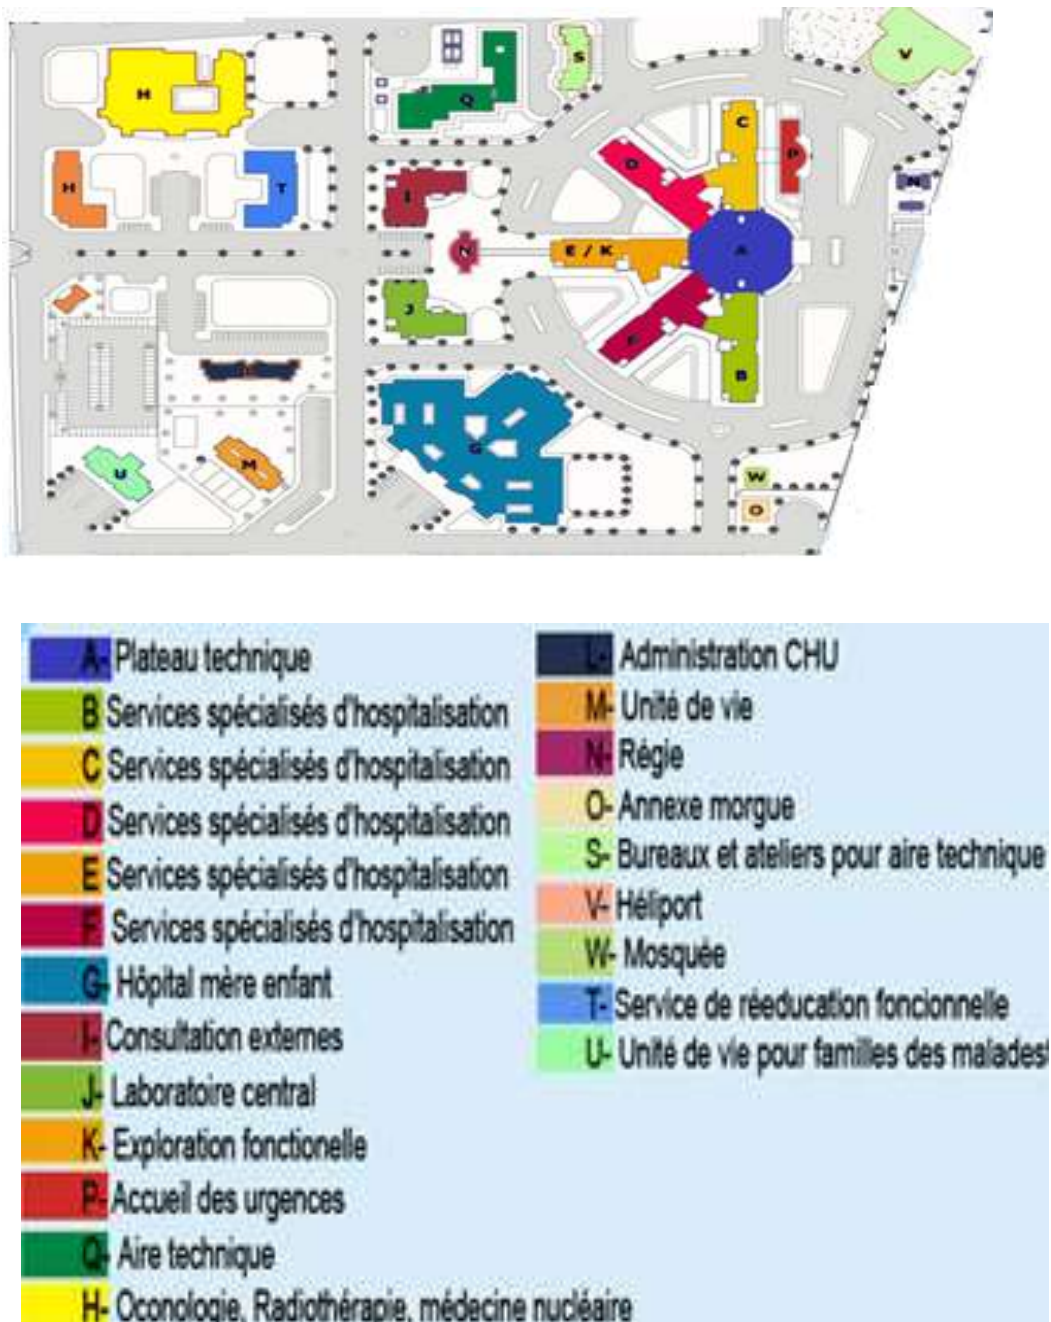 V
S
H
Q
C
D
P
H
T
I
N
N
E / K
A
J
F
B
G
M
U
W
O
A- Plateau technique
B Services spécialisés d'hospitalisation
C Services spécialisés d'hospitalisation
D Services spécialisés d'hospitalisation
E Services spécialisés d'hospitalisation
F Services spécialisés d'hospitalisation
G- Hôpital mère enfant
I- Consultation externes
J- Laboratoire central
K- Exploration fonctionelle
P- Accueil des urgences
Q- Aire technique
H- Oconologie, Radiothérapie, médecine nucléaire
L- Administration CHU
M- Unité de vie
N- Régie
O- Annexe morgue
S- Bureaux et ateliers pour aire technique
V- Héliport
W- Mosquée
T- Service de réeducation foncionnelle
U- Unité de vie pour familles des malades